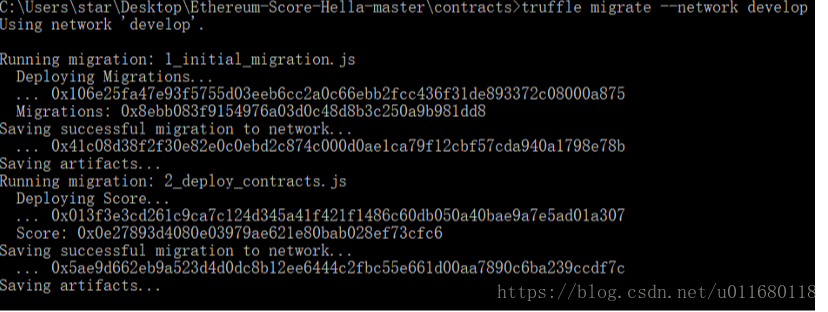 C:\Users\star\Desktop\Ethereum-Score-Hella-master\contracts>truffle migrate --network develop
Using network 'develop'.
Running migration: 1_initial_migration.js
Deploying Migrations...
... 0x106e25fa47e93f5755d03eeb6cc2a0c66ebb2fcc436f31de893372c08000a875
Migrations: 0x8ebb083f9154976a03d0c48d8b3c250a9b981dd8
Saving successful migration to network...
... 0x41c08d38f2f30e82e0c0ebd2c874c000d0ae1ca79f12cbf57cda940a1798e78b
Saving artifacts...
Running migration: 2_deploy_contracts.js
Deploying Score...
... 0x013f3e3cd261c9ca7c124d345a41f421f1486c60db050a40bae9a7e5ad01a307
Score: 0x0e27893d4080e03979ae621e80bab028ef73cfc6
Saving successful migration to network...
... 0x5ae9d662eb9a523d4d0dc8b12ee6444c2fbc55e661d00aa7890c6ba239ccdf7c
Saving artifacts...
https://blog.csdn.net/u011680118